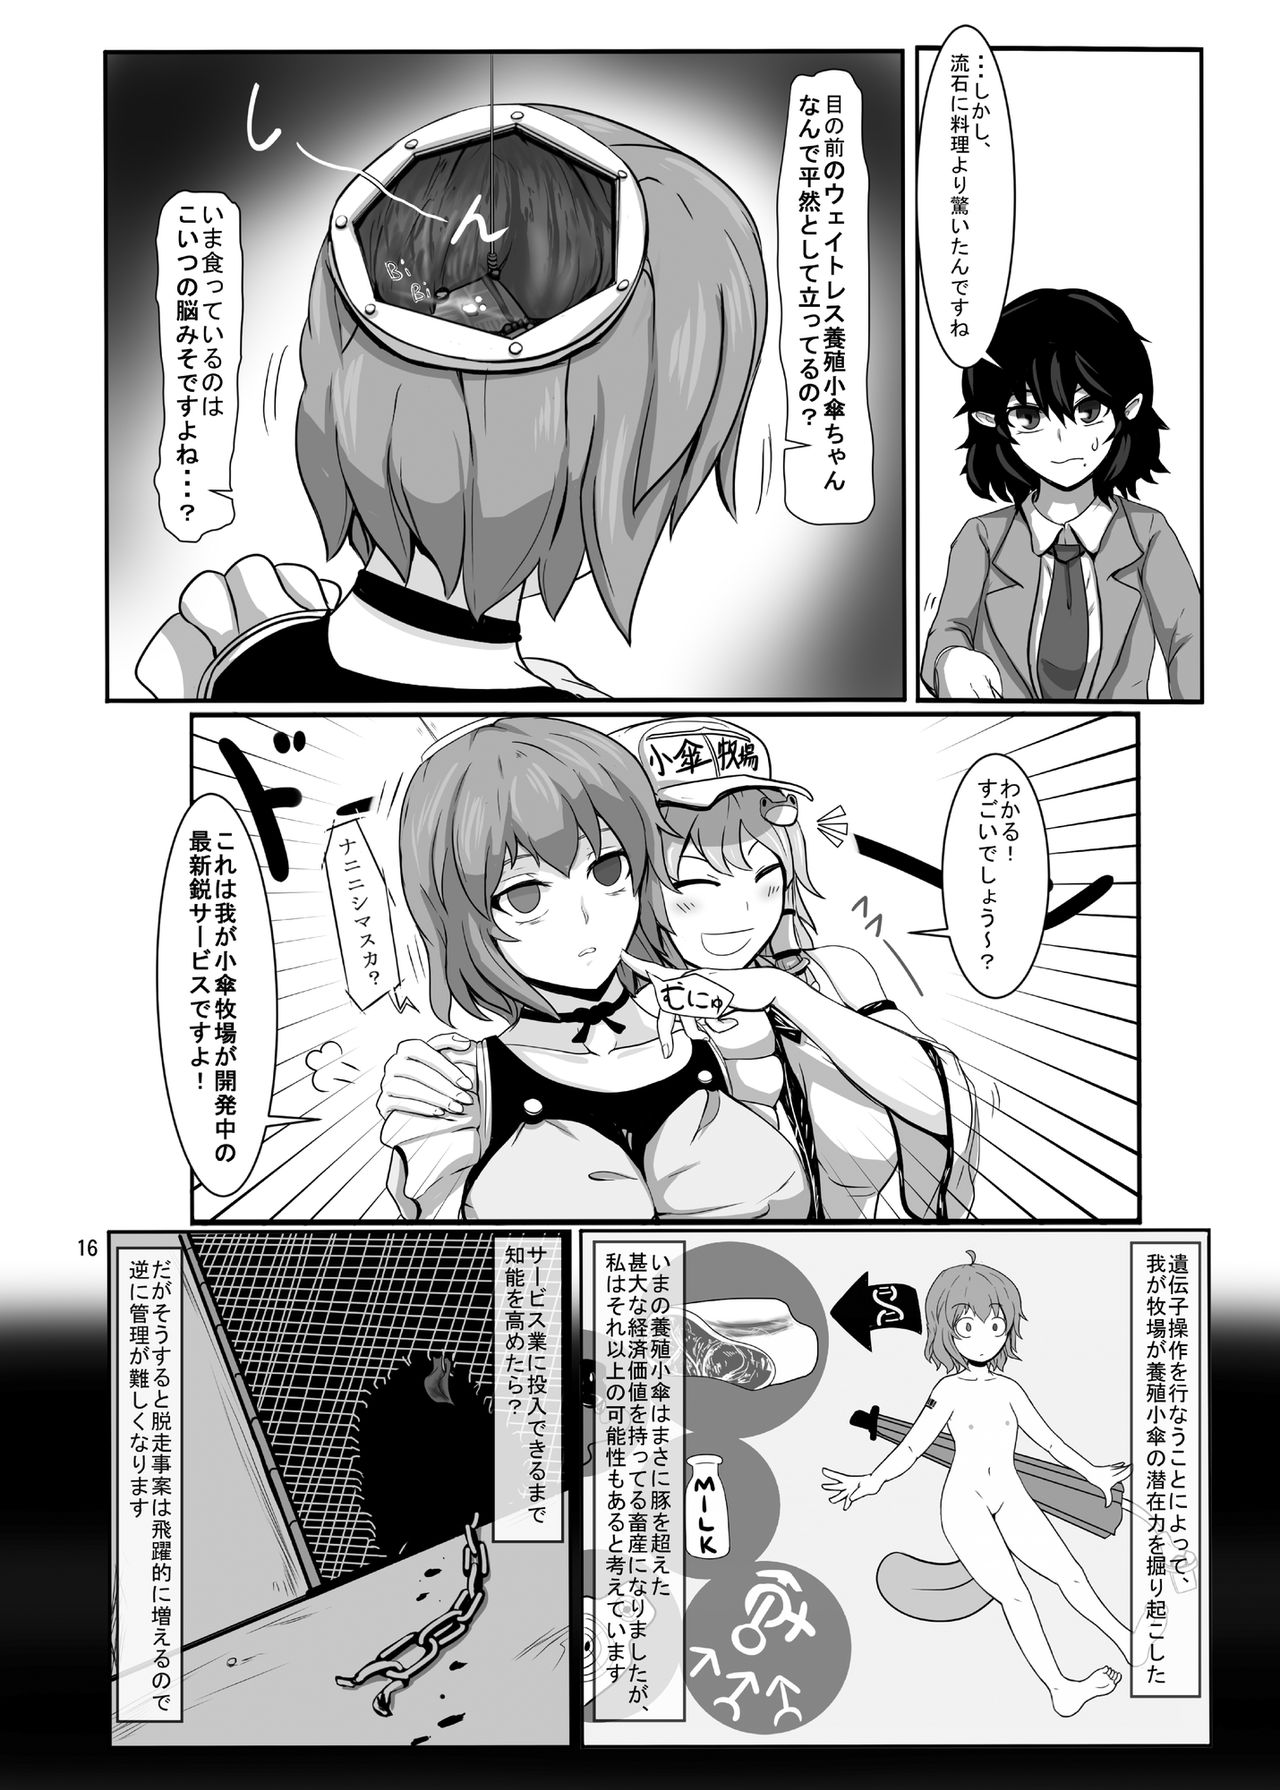 ・・・しかし、
流石に料理より驚いたんですね
目の前のウェイトレス養殖小傘ちゃん
なんで平然として立ってるの？
し
ん
Bi
Bi
いま食っているのは
こいつの脳みそですよね・・・・？
わかる！
すごいでしょう～？
小傘牧場
ドーン
むにゅ
ナニニシマスカ？
これは我が小傘牧場が開発中の
最新鋭サービスですよ！
遺伝子操作を行なうことによって、
我が牧場が養殖小傘の潜在力を掘り起こした
MILK
いまの養殖小傘はまさに豚を超えた
甚大な経済価値を持ってる畜産になりましたが、
私はそれ以上の可能性もあると考えています
サービス業に投入できるまで
知能を高めたら？
だがそうすると脱走事案は飛躍的に増えるので
逆に管理が難しくなります
16